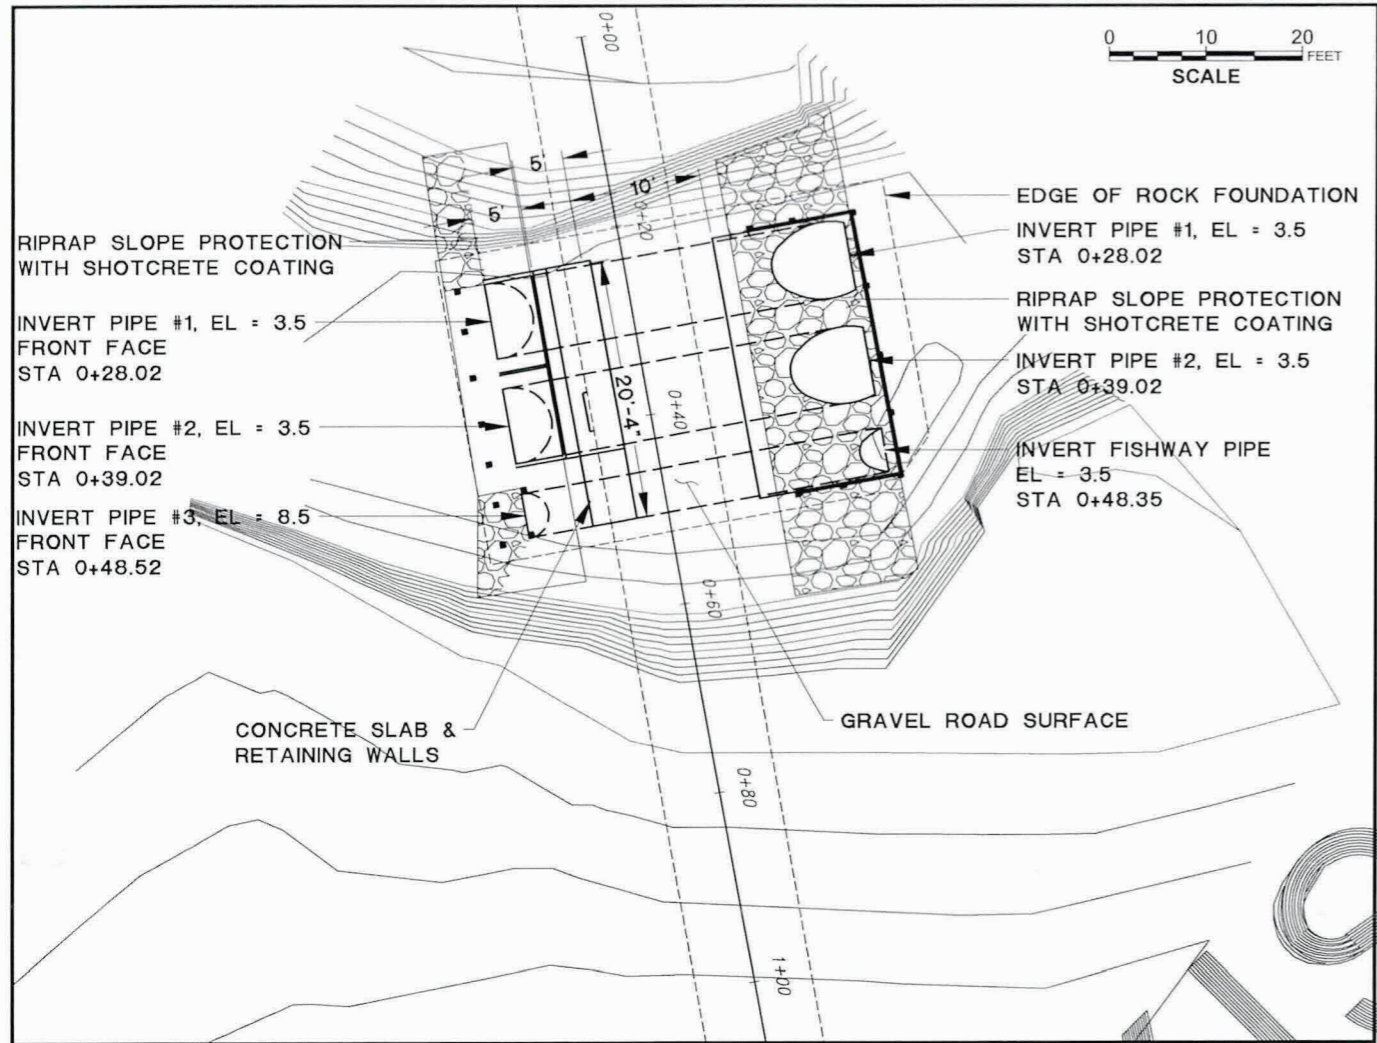 0 10 20
FEET
SCALE
0+00
5'
10'
5'
0+20
20'-4"
0+40
0+60
0+80
1+00
RIPRAP SLOPE PROTECTION
WITH SHOTCRETE COATING
INVERT PIPE #1, EL = 3.5
FRONT FACE
STA 0+28.02
INVERT PIPE #2, EL = 3.5
FRONT FACE
STA 0+39.02
INVERT PIPE #3, EL = 8.5
FRONT FACE
STA 0+48.52
CONCRETE SLAB &
RETAINING WALLS
EDGE OF ROCK FOUNDATION
INVERT PIPE #1, EL = 3.5
STA 0+28.02
RIPRAP SLOPE PROTECTION
WITH SHOTCRETE COATING
INVERT PIPE #2, EL = 3.5
STA 0+39.02
INVERT FISHWAY PIPE
EL = 3.5
STA 0+48.35
GRAVEL ROAD SURFACE